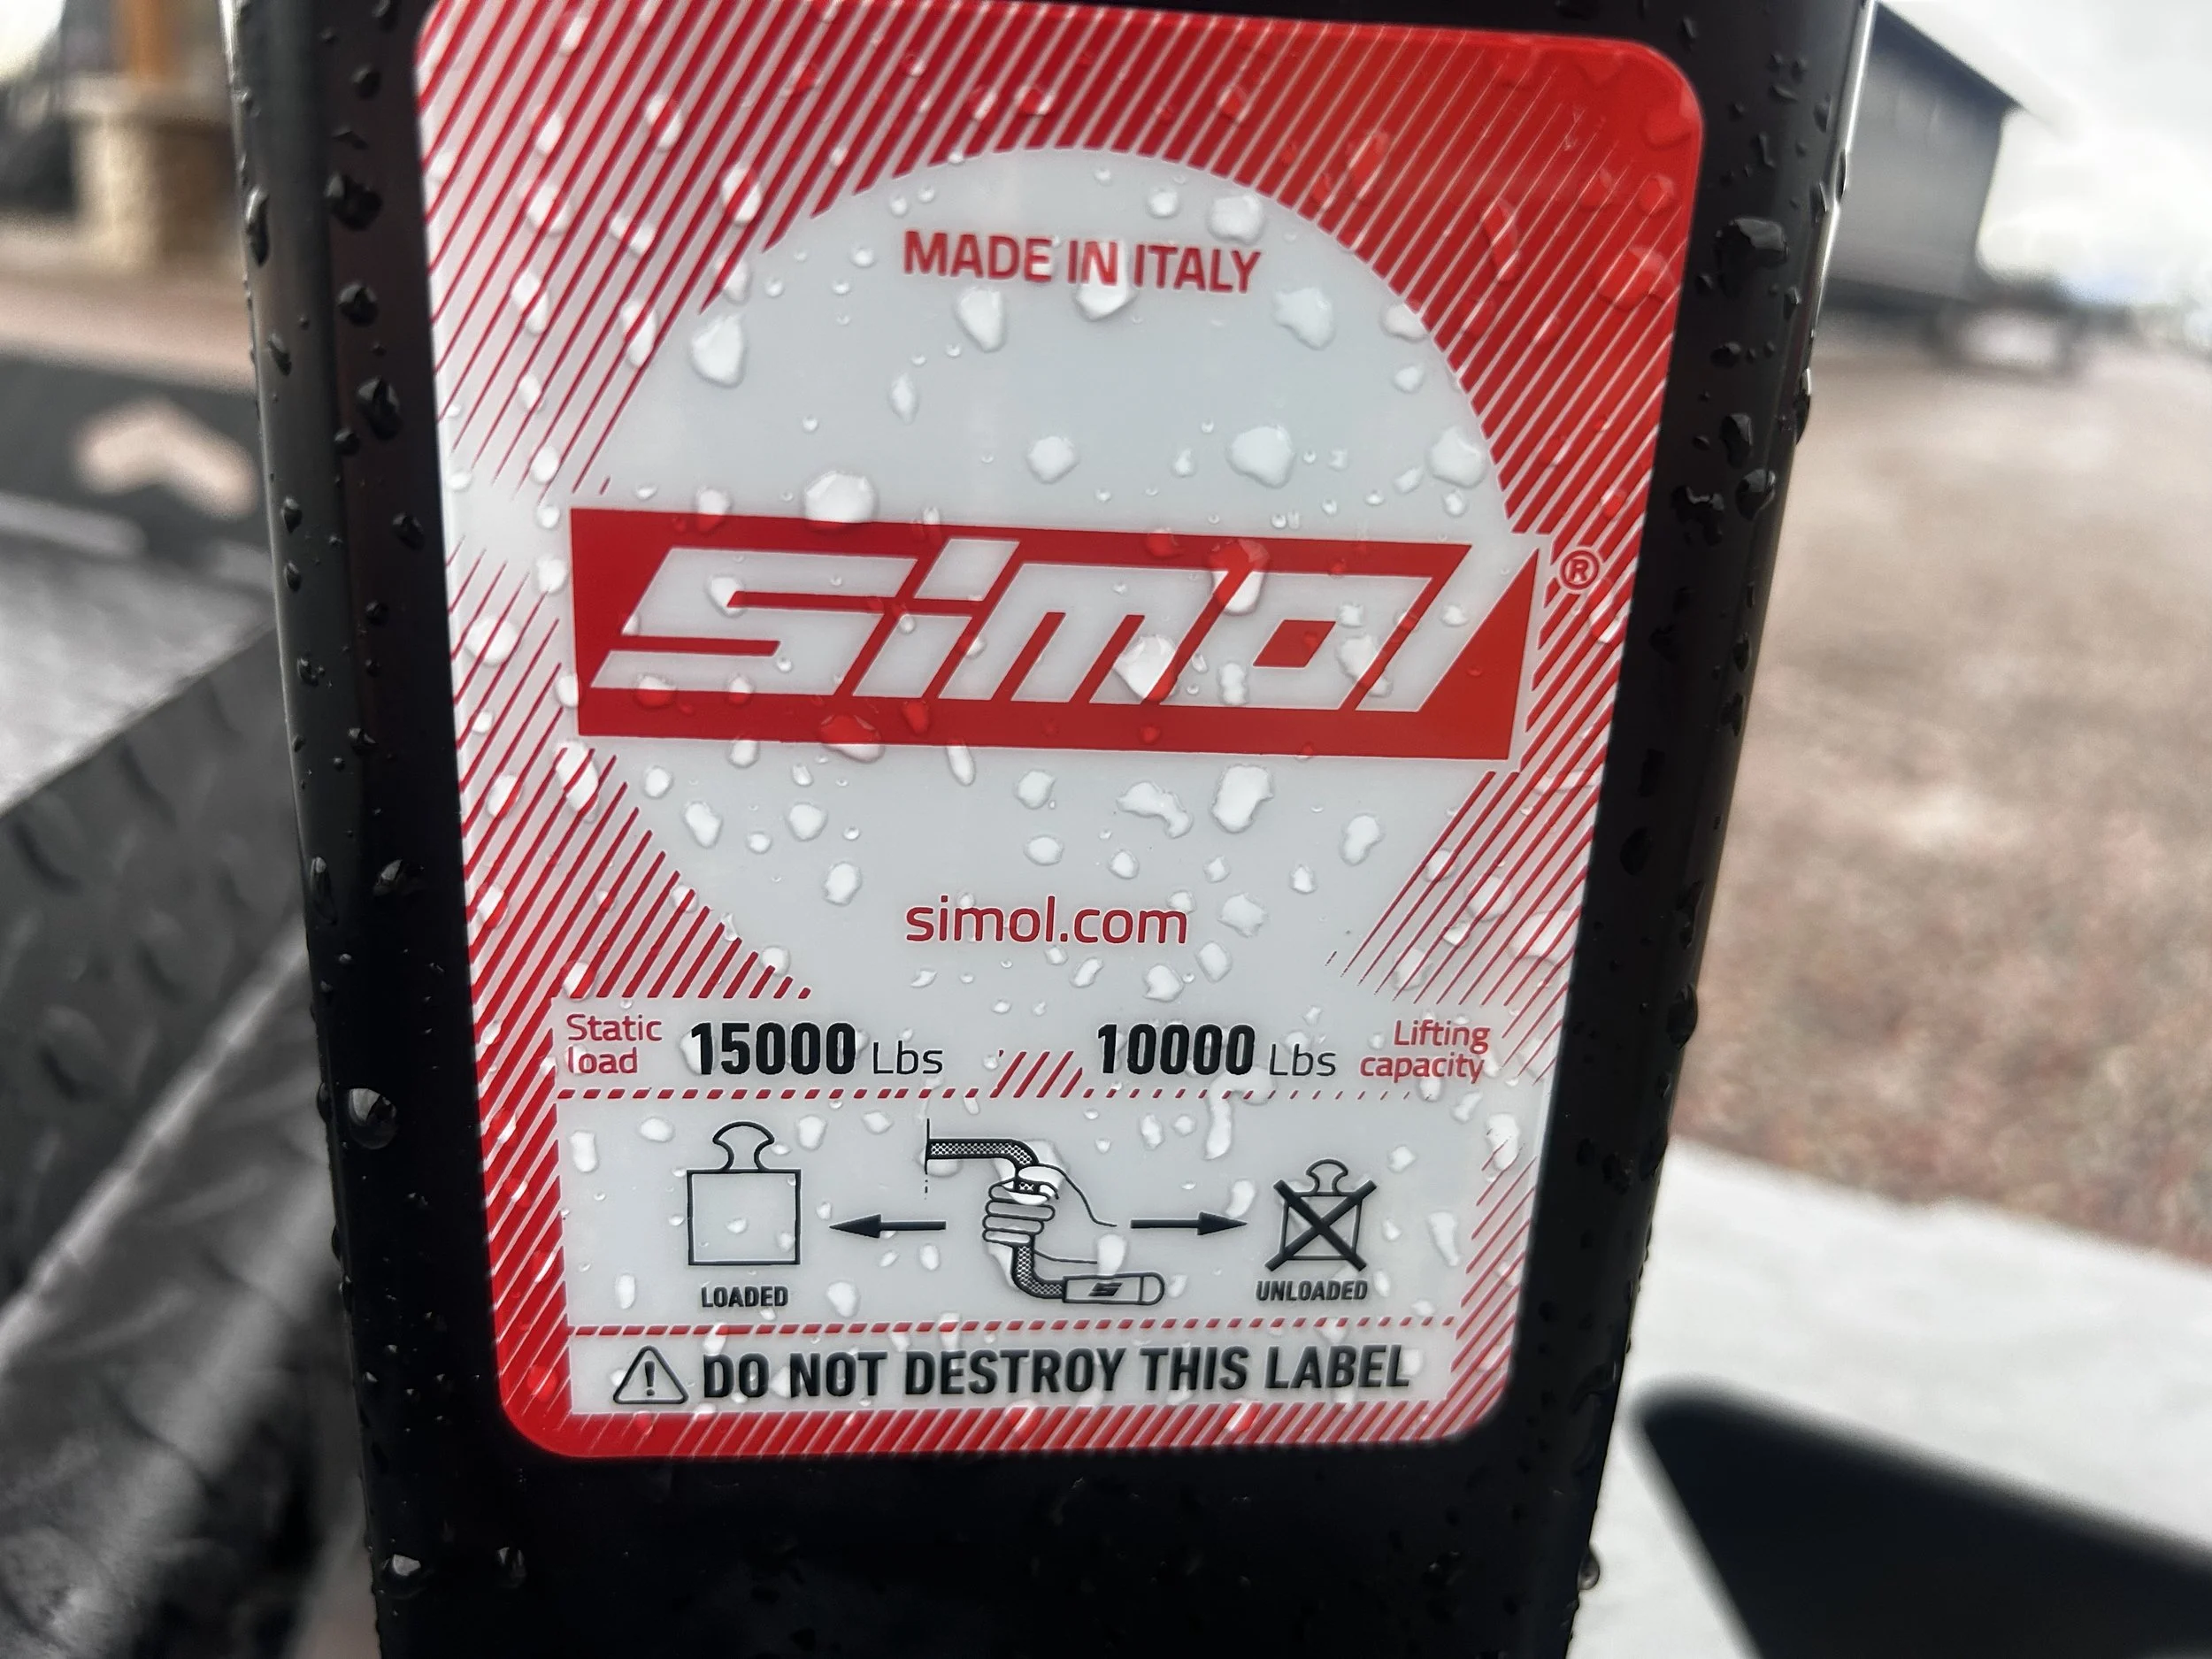 MADE IN ITALY
simol®
simol.com
Static load 15000 Lbs 10000 Lbs Lifting capacity
LOADED UNLOADED
DO NOT DESTROY THIS LABEL